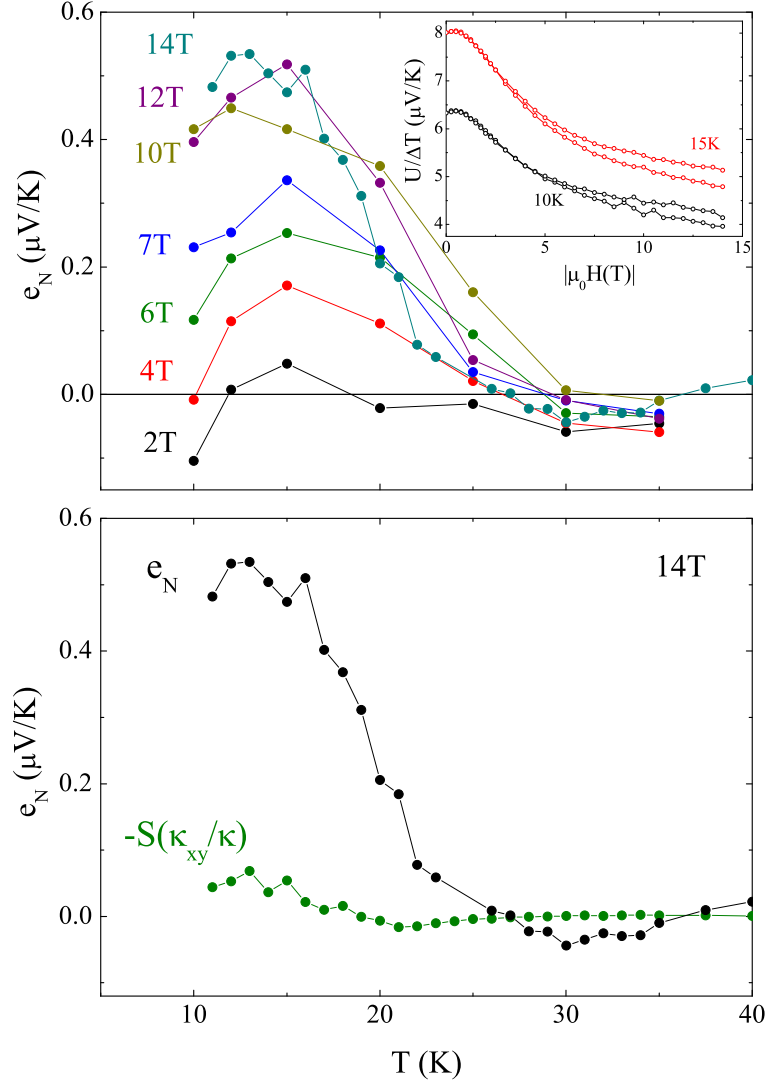 0.6
0.4
0.2
0.0
e_N (μV/K)
14T
12T
10T
7T
6T
4T
2T
8
7
6
5
4
U/ΔT (μV/K)
15K
10K
0
5
10
15
|μ₀H(T)|
0.6
0.4
0.2
0.0
e_N (μV/K)
e_N
14T
-S(κ_xy/κ)
10
20
30
40
T (K)